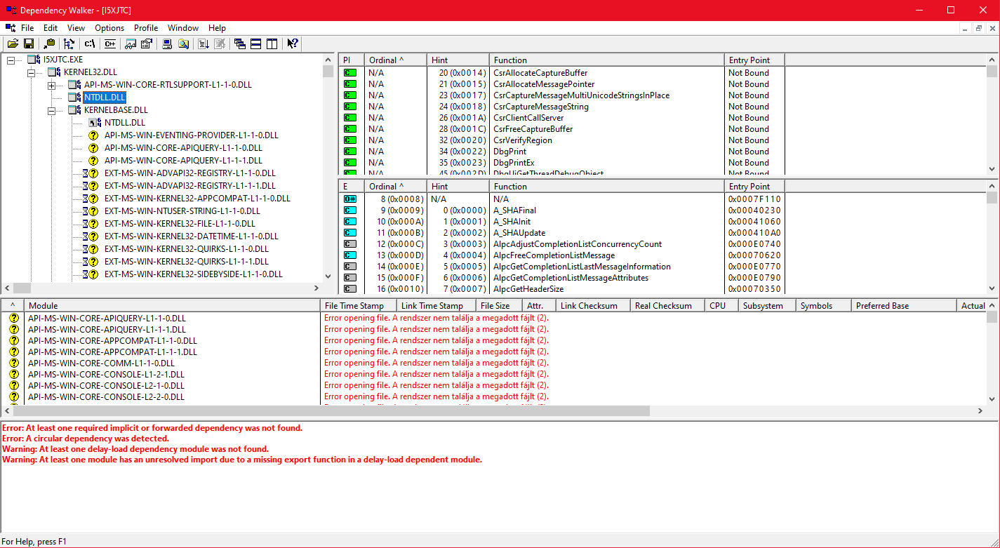 Dependency Walker - [I5XJTC]
File Edit View Options Profile Window Help
c:\ C++
I5XJTC.EXE
KERNEL32.DLL
API-MS-WIN-CORE-RTLSUPPORT-L1-1-0.DLL
NTDLL.DLL
KERNELBASE.DLL
NTDLL.DLL
API-MS-WIN-EVENTING-PROVIDER-L1-1-0.DLL
API-MS-WIN-CORE-APIQUERY-L1-1-0.DLL
API-MS-WIN-CORE-APIQUERY-L1-1-1.DLL
EXT-MS-WIN-ADVAPI32-REGISTRY-L1-1-0.DLL
EXT-MS-WIN-ADVAPI32-REGISTRY-L1-1-1.DLL
EXT-MS-WIN-KERNEL32-APPCOMPAT-L1-1-0.DLL
EXT-MS-WIN-NTUSER-STRING-L1-1-0.DLL
EXT-MS-WIN-KERNEL32-FILE-L1-1-0.DLL
EXT-MS-WIN-KERNEL32-DATETIME-L1-1-0.DLL
EXT-MS-WIN-KERNEL32-QUIRKS-L1-1-0.DLL
EXT-MS-WIN-KERNEL32-QUIRKS-L1-1-1.DLL
EXT-MS-WIN-KERNEL32-SIDEBYSIDE-L1-1-0.DLL
PI Ordinal ^ Hint Function Entry Point
C N/A 20 (0x0014) CsrAllocateCaptureBuffer Not Bound
C N/A 21 (0x0015) CsrAllocateMessagePointer Not Bound
C N/A 23 (0x0017) CsrCaptureMessageMultiUnicodeStringsInPlace Not Bound
C N/A 24 (0x0018) CsrCaptureMessageString Not Bound
C N/A 26 (0x001A) CsrClientCallServer Not Bound
C N/A 28 (0x001C) CsrFreeCaptureBuffer Not Bound
C N/A 32 (0x0020) CsrVerifyRegion Not Bound
C N/A 34 (0x0022) DbgPrint Not Bound
C N/A 35 (0x0023) DbgPrintEx Not Bound
C N/A 45 (0x002D) DbgUiGetThreadDebugObject Not Bound
E Ordinal ^ Hint Function Entry Point
O# 8 (0x0008) N/A N/A 0x0007F110
C 9 (0x0009) 0 (0x0000) A_SHAFinal 0x00040230
C 10 (0x000A) 1 (0x0001) A_SHAInit 0x00041060
C 11 (0x000B) 2 (0x0002) A_SHAUpdate 0x000410A0
C 12 (0x000C) 3 (0x0003) AlpcAdjustCompletionListConcurrencyCount 0x000E0740
C 13 (0x000D) 4 (0x0004) AlpcFreeCompletionListMessage 0x00070620
C 14 (0x000E) 5 (0x0005) AlpcGetCompletionListLastMessageInformation 0x000E0770
C 15 (0x000F) 6 (0x0006) AlpcGetCompletionListMessageAttributes 0x000E0790
C 16 (0x0010) 7 (0x0007) AlpcGetHeaderSize 0x00070350
^ Module File Time Stamp Link Time Stamp File Size Attr. Link Checksum Real Checksum CPU Subsystem Symbols Preferred Base Actual
API-MS-WIN-CORE-APIQUERY-L1-1-0.DLL Error opening file. A rendszer nem találja a megadott fájlt (2).
API-MS-WIN-CORE-APIQUERY-L1-1-1.DLL Error opening file. A rendszer nem találja a megadott fájlt (2).
API-MS-WIN-CORE-APPCOMPAT-L1-1-0.DLL Error opening file. A rendszer nem találja a megadott fájlt (2).
API-MS-WIN-CORE-APPCOMPAT-L1-1-1.DLL Error opening file. A rendszer nem találja a megadott fájlt (2).
API-MS-WIN-CORE-COMM-L1-1-0.DLL Error opening file. A rendszer nem találja a megadott fájlt (2).
API-MS-WIN-CORE-CONSOLE-L1-2-1.DLL Error opening file. A rendszer nem találja a megadott fájlt (2).
API-MS-WIN-CORE-CONSOLE-L2-1-0.DLL Error opening file. A rendszer nem találja a megadott fájlt (2).
API-MS-WIN-CORE-CONSOLE-L2-2-0.DLL Error opening file. A rendszer nem találja a megadott fájlt (2).
Error: At least one required implicit or forwarded dependency was not found.
Error: A circular dependency was detected.
Warning: At least one delay-load dependency module was not found.
Warning: At least one module has an unresolved import due to a missing export function in a delay-load dependent module.
For Help, press F1